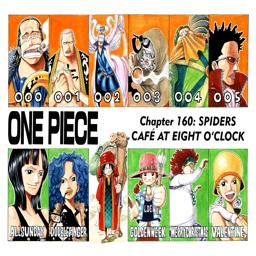 000 001 002 003 004 005
ONE PIECE
Chapter 160: SPIDERS
CAFÉ AT EIGHT O'CLOCK
ALLSUNDAY DOUBLEFINGER GOLDENWEEK MERRYCHRISTMAS VALENTINE